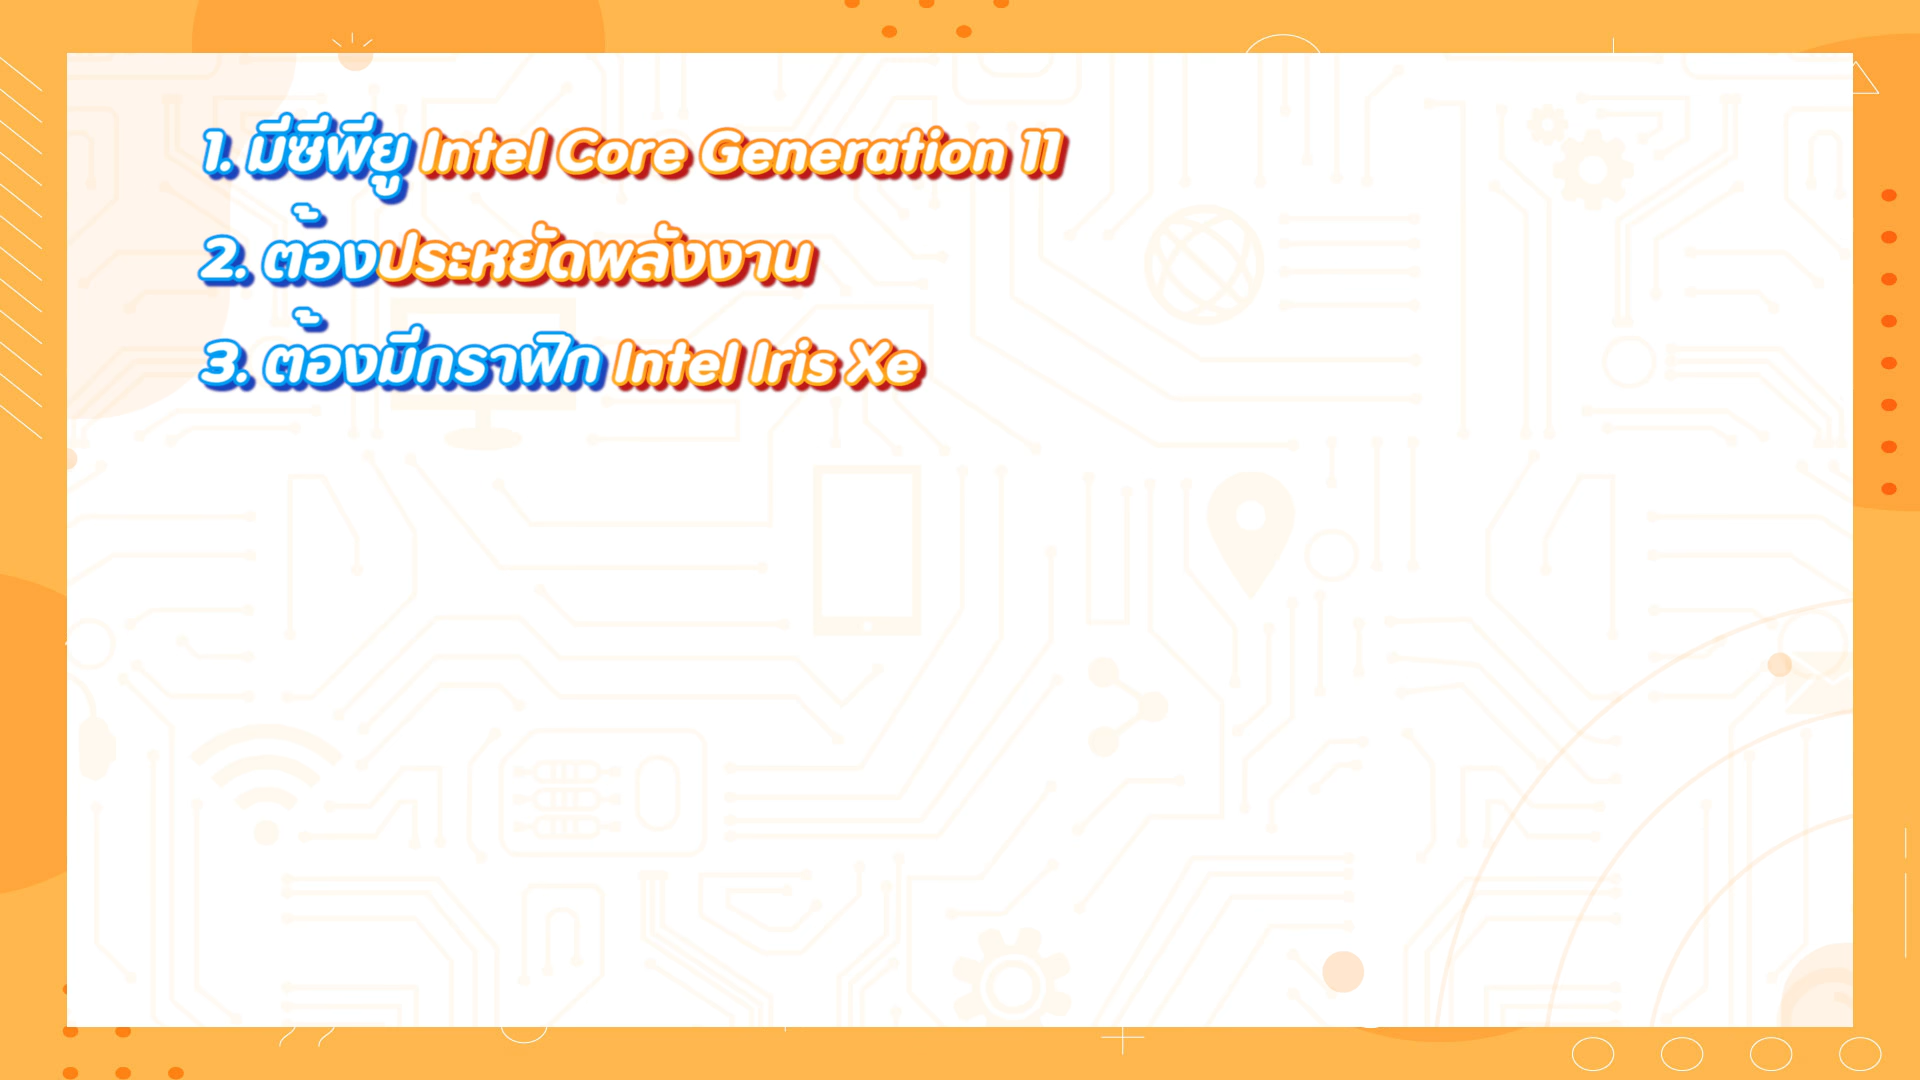 1. มีซีพียู Intel Core Generation 11
2. ต้องประหยัดพลังงาน
3. ต้องมีกราฟิก Intel Iris Xe